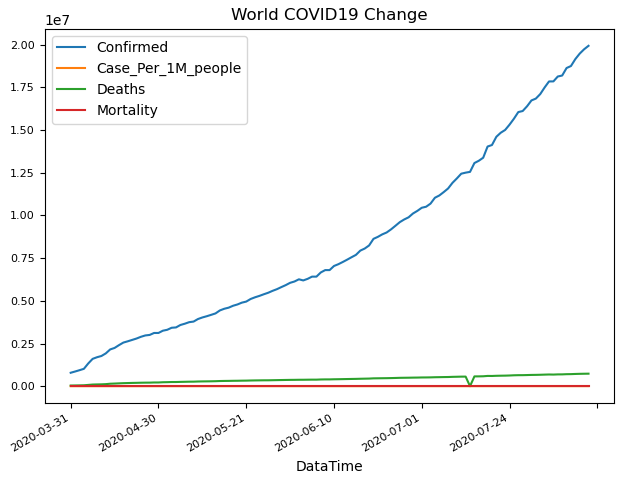 World COVID19 Change
1e7
Confirmed
Case_Per_1M_people
Deaths
Mortality
2.00
1.75
1.50
1.25
1.00
0.75
0.50
0.25
0.00
2020-03-31
2020-04-30
2020-05-21
2020-06-10
2020-07-01
2020-07-24
DataTime